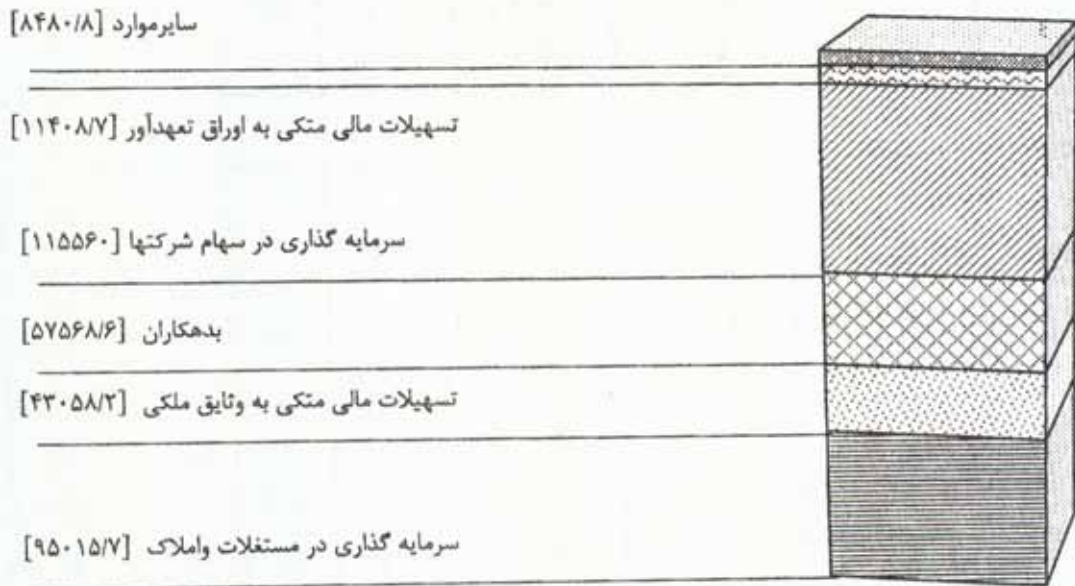 سایرموارد [۸۴۸۰/۸]
تسهیلات مالی متکی به اوراق تعهدآور [۱۱۴۰۸/۷]
سرمایه گذاری در سهام شرکتها [۱۱۵۵۶۰]
بدهکاران [۵۷۵۶۸/۶]
تسهیلات مالی متکی به وثایق ملکی [۴۳۰۵۸/۲]
سرمایه گذاری در مستغلات واملاک [۹۵۰۱۵/۷]